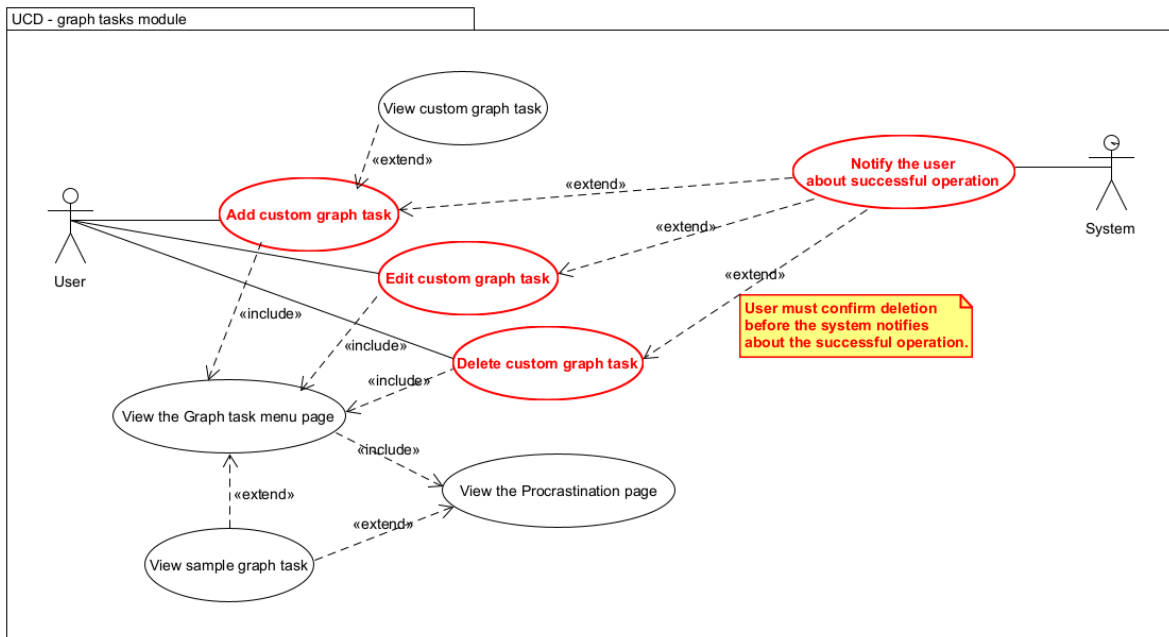 UCD - graph tasks module
View custom graph task
«extend»
Notify the user
about successful operation
«extend»
Add custom graph task
System
User
«extend»
Edit custom graph task
«extend»
«include»
User must confirm deletion
before the system notifies
about the successful operation.
«include»
Delete custom graph task
«include»
View the Graph task menu page
«include»
View the Procrastination page
«extend»
«extend»
View sample graph task